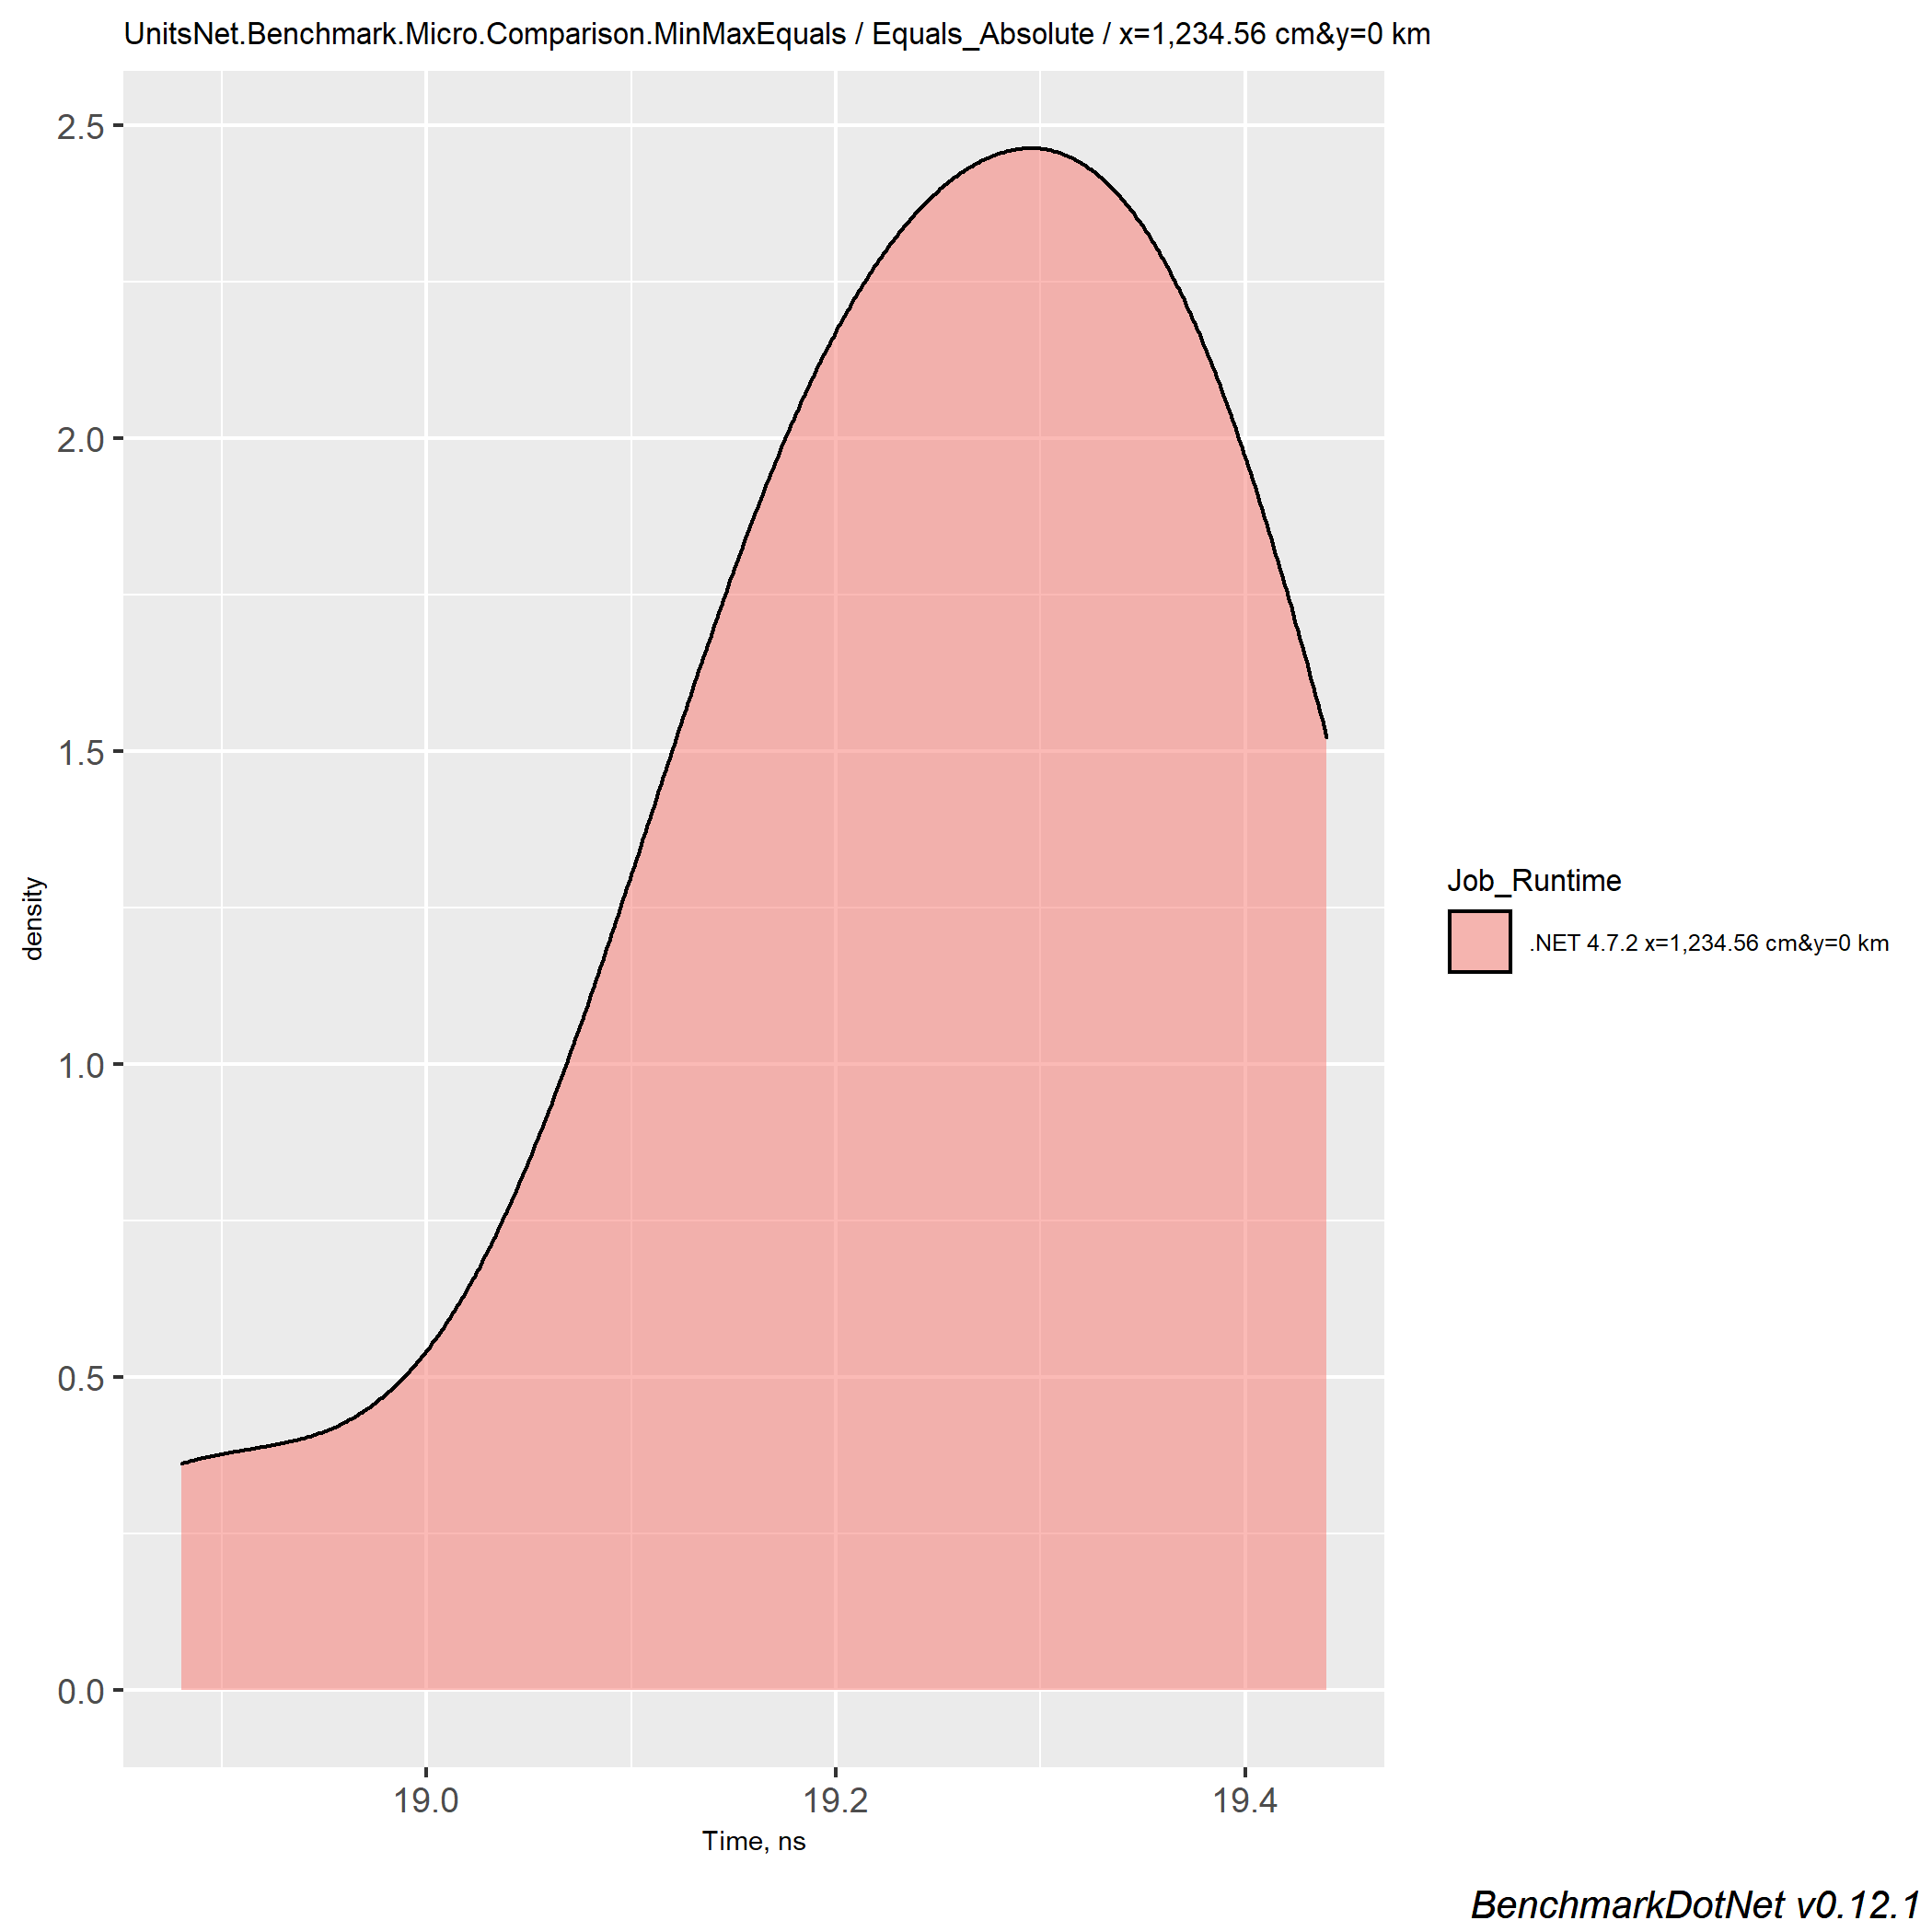 UnitsNet.Benchmark.Micro.Comparison.MinMaxEquals / Equals_Absolute / x=1,234.56 cm&y=0 km
2.5
2.0
1.5
1.0
0.5
0.0
density
19.0
19.2
19.4
Time, ns
Job_Runtime
.NET 4.7.2 x=1,234.56 cm&y=0 km
BenchmarkDotNet v0.12.1